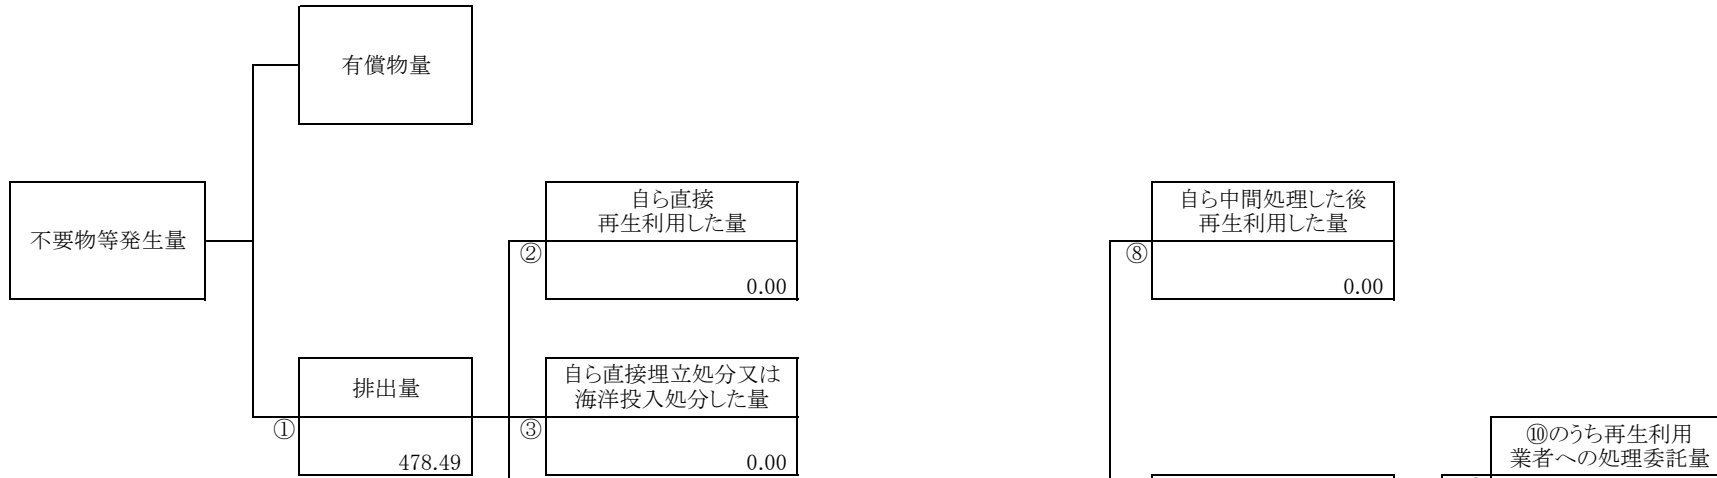 有償物量
不要物等発生量
自ら直接
再生利用した量
②
0.00
自ら中間処理した後
再生利用した量
⑧
0.00
排出量
①
478.49
自ら直接埋立処分又は
海洋投入処分した量
③
0.00
⑩のうち再生利用
業者への処理委託量